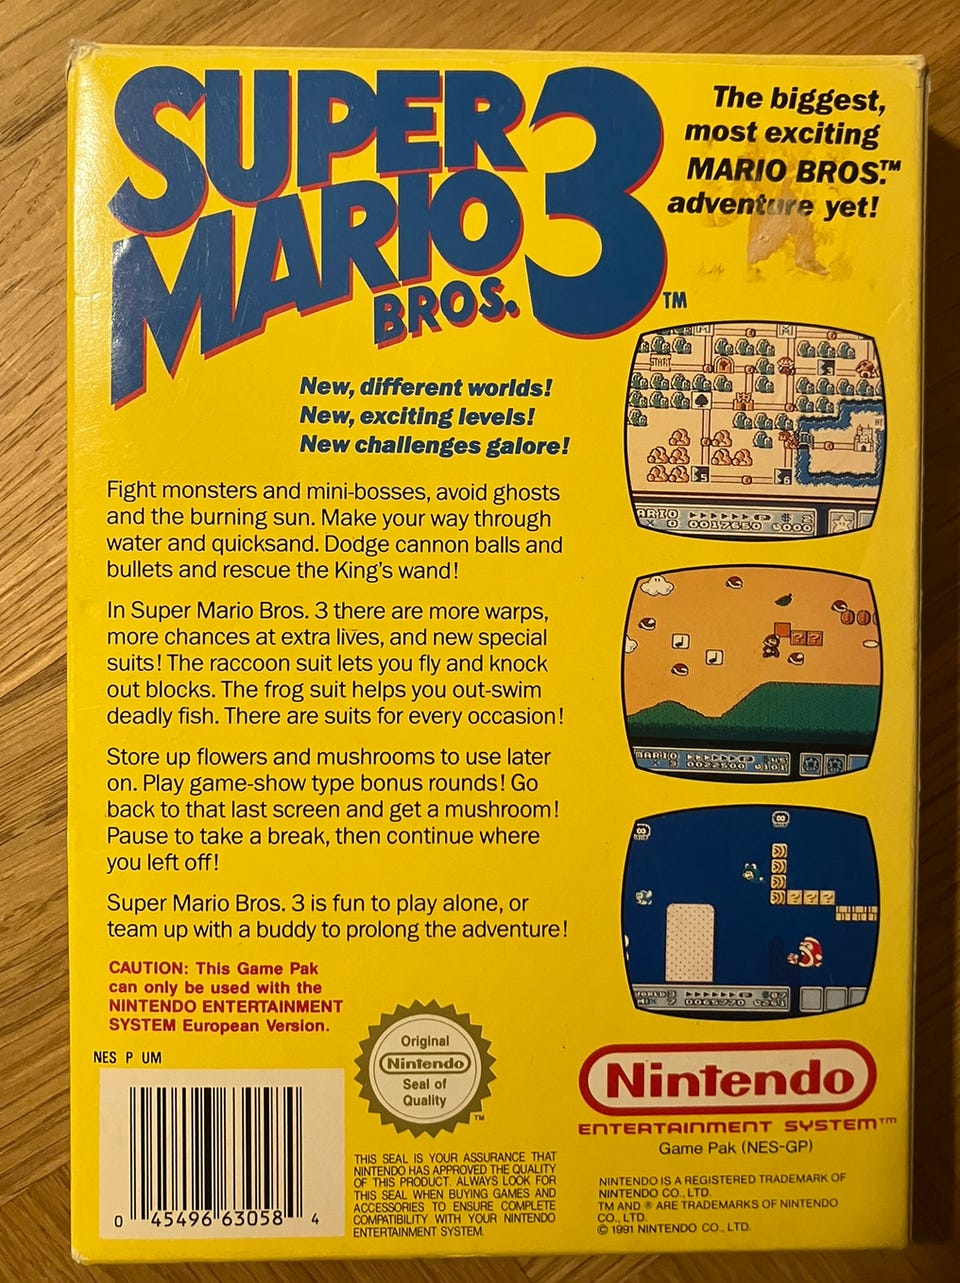 SUPER
MARIO
BROS. 3 TM
The biggest,
most exciting
MARIO BROS.™
adventure yet!
New, different worlds!
New, exciting levels!
New challenges galore!
Fight monsters and mini-bosses, avoid ghosts
and the burning sun. Make your way through
water and quicksand. Dodge cannon balls and
bullets and rescue the King's wand!
In Super Mario Bros. 3 there are more warps,
more chances at extra lives, and new special
suits! The raccoon suit lets you fly and knock
out blocks. The frog suit helps you out-swim
deadly fish. There are suits for every occasion!
Store up flowers and mushrooms to use later
on. Play game-show type bonus rounds! Go
back to that last screen and get a mushroom!
Pause to take a break, then continue where
you left off!
Super Mario Bros. 3 is fun to play alone, or
team up with a buddy to prolong the adventure!
START
CAUTION: This Game Pak
can only be used with the
NINTENDO ENTERTAINMENT
SYSTEM European Version.
NES P UM
0 45496 63058 4
Original
Nintendo
Seal of
Quality
TM
THIS SEAL IS YOUR ASSURANCE THAT
NINTENDO HAS APPROVED THE QUALITY
OF THIS PRODUCT. ALWAYS LOOK FOR
THIS SEAL WHEN BUYING GAMES AND
ACCESSORIES TO ENSURE COMPLETE
COMPATIBILITY WITH YOUR NINTENDO
ENTERTAINMENT SYSTEM.
Nintendo
ENTERTAINMENT SYSTEM™
Game Pak (NES-GP)
NINTENDO IS A REGISTERED TRADEMARK OF
NINTENDO CO., LTD.
TM AND ® ARE TRADEMARKS OF NINTENDO
CO., LTD.
© 1991 NINTENDO CO., LTD.